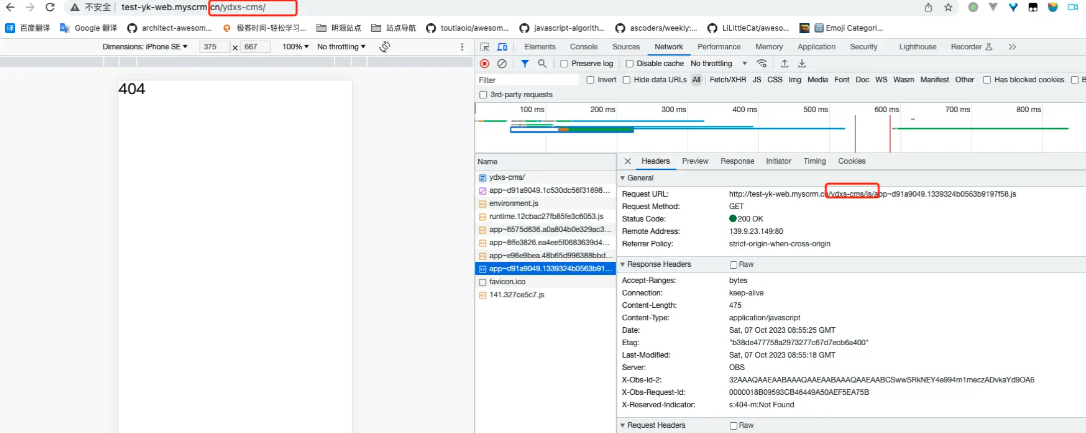 不安全 | test-yk-web.myscrm.cn/ydxs-cms/
百度翻译 Google 翻译 architect-awesom... 极客时间-轻松学习... 明源站点 站点导航 toutiaoio/awesom... javascript-algorith... ascoders/weekly:... LiLittleCat/aweso... Emoji Categori...
Dimensions: iPhone SE 375 x 667 100% No throttling
Elements Console Sources Network Performance Memory Application Security Lighthouse Recorder
Preserve log Disable cache No throttling
Filter Invert Hide data URLs All Fetch/XHR JS CSS Img Media Font Doc WS Wasm Manifest Other Has blocked cookies
3rd-party requests
100 ms 200 ms 300 ms 400 ms 500 ms 600 ms 700 ms 800 ms
404
Name
ydxs-cms/
app~d91a9049.1c530dc56f31698...
environment.js
runtime.12cbac27fb85fe3c6053.js
app~6575d636.a0a804b0e329ac3...
app~8ffe3826.ea4ee5f0683639d4...
app~e96e9bea.48b65d996388bbd...
app~d91a9049.1339324b0563b91...
favicon.ico
141.327ce5c7.js
Headers Preview Response Initiator Timing Cookies
General
Request URL: http://test-yk-web.myscrm.cn/ydxs-cms/js/app~d91a9049.1339324b0563b9197f58.js
Request Method: GET
Status Code: 200 OK
Remote Address: 139.9.23.149:80
Referrer Policy: strict-origin-when-cross-origin
Response Headers Raw
Accept-Ranges: bytes
Connection: keep-alive
Content-Length: 475
Content-Type: application/javascript
Date: Sat, 07 Oct 2023 08:55:25 GMT
Etag: "b38de477758a2973277c67d7ecb6a400"
Last-Modified: Sat, 07 Oct 2023 08:55:18 GMT
Server: OBS
X-Obs-Id-2: 32AAAQAAEAABAAAQAAEAABAAAQAAEAABCSwwSRkNEY4e994m1meczADvkaYd9OA6
X-Obs-Request-Id: 0000018B09593CB46449A50AEF5EA75B
X-Reserved-Indicator: s:404-m:Not Found
Request Headers Raw